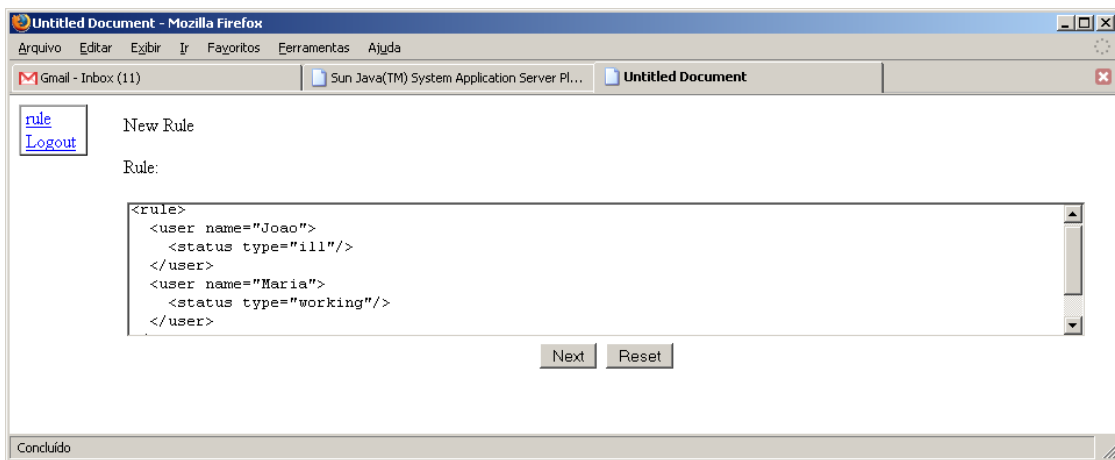 Untitled Document - Mozilla Firefox
Arquivo Editar Exibir Ir Favoritos Ferramentas Ajuda
Gmail - Inbox (11) Sun Java(TM) System Application Server Pl... Untitled Document
rule
Logout
New Rule
Rule:
<rule>
<user name="Joao">
<status type="ill"/>
</user>
<user name="Maria">
<status type="working"/>
</user>
Next Reset
Concluído